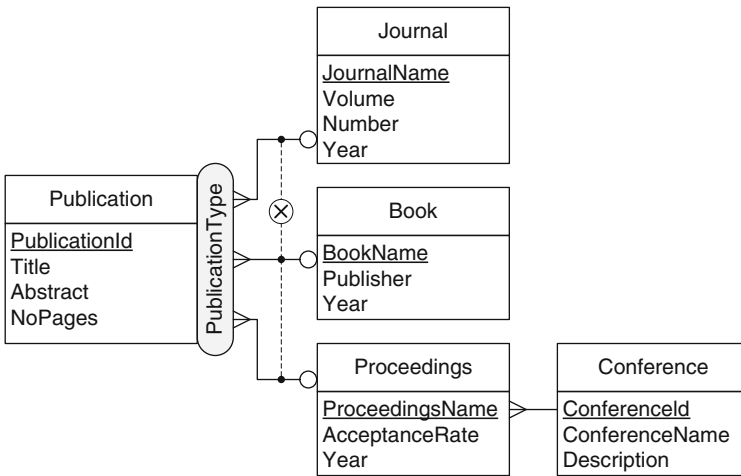 Journal
JournalName
Volume
Number
Year
Publication
PublicationId
Title
Abstract
NoPages
PublicationType
Book
BookName
Publisher
Year
Proceedings
ProceedingsName
AcceptanceRate
Year
Conference
ConferenceId
ConferenceName
Description